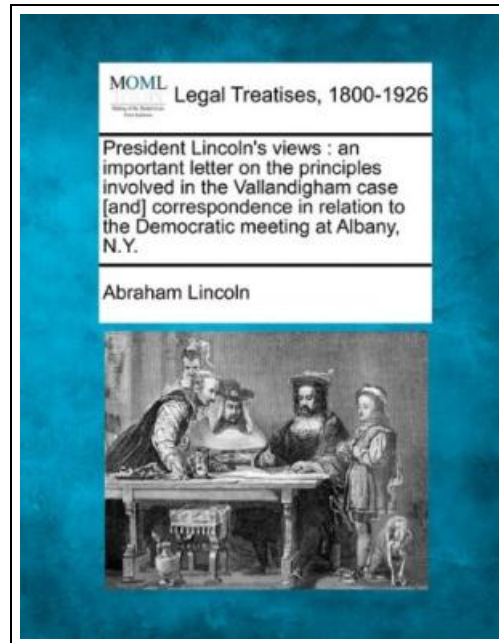 MOML
Legal Treatises, 1800-1926
President Lincoln's views : an
important letter on the principles
involved in the Vallandigham case
[and] correspondence in relation to
the Democratic meeting at Albany,
N.Y.
Abraham Lincoln